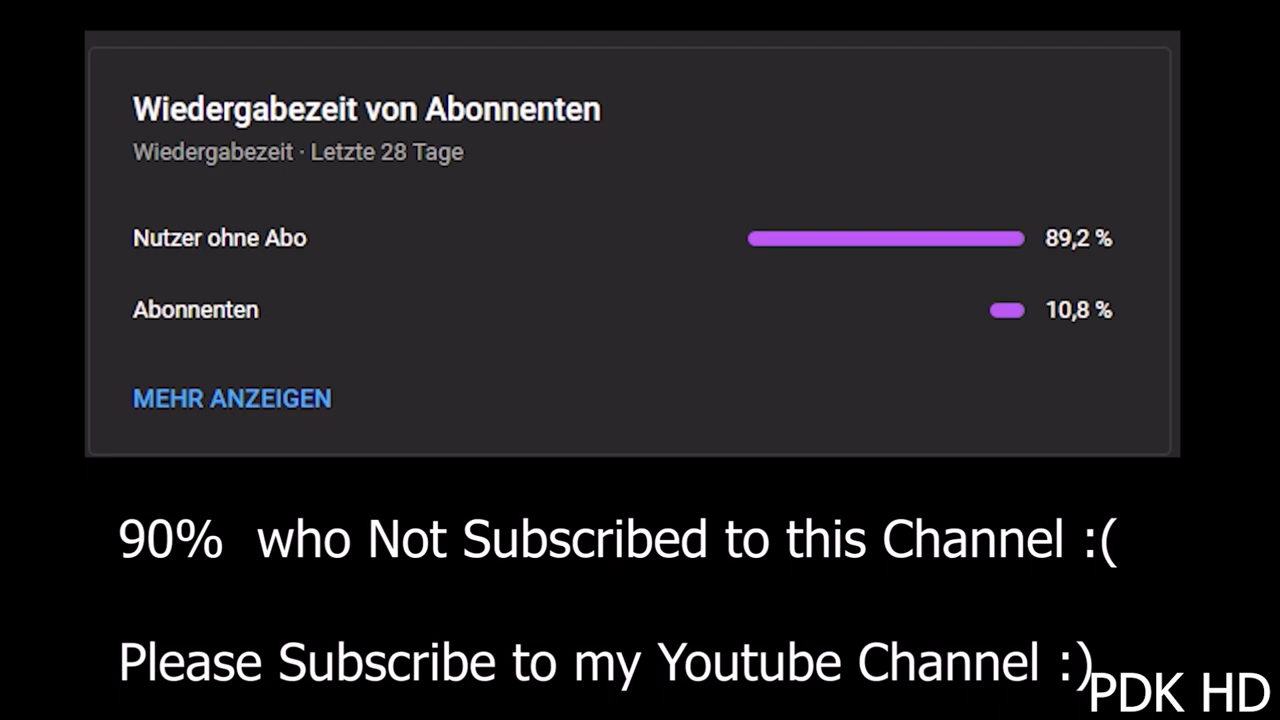 Wiedergabezeit von Abonnenten
Wiedergabezeit · Letzte 28 Tage
Nutzer ohne Abo 89,2 %
Abonnenten 10,8 %
MEHR ANZEIGEN
90% who Not Subscribed to this Channel :(
Please Subscribe to my Youtube Channel :)
PDK HD